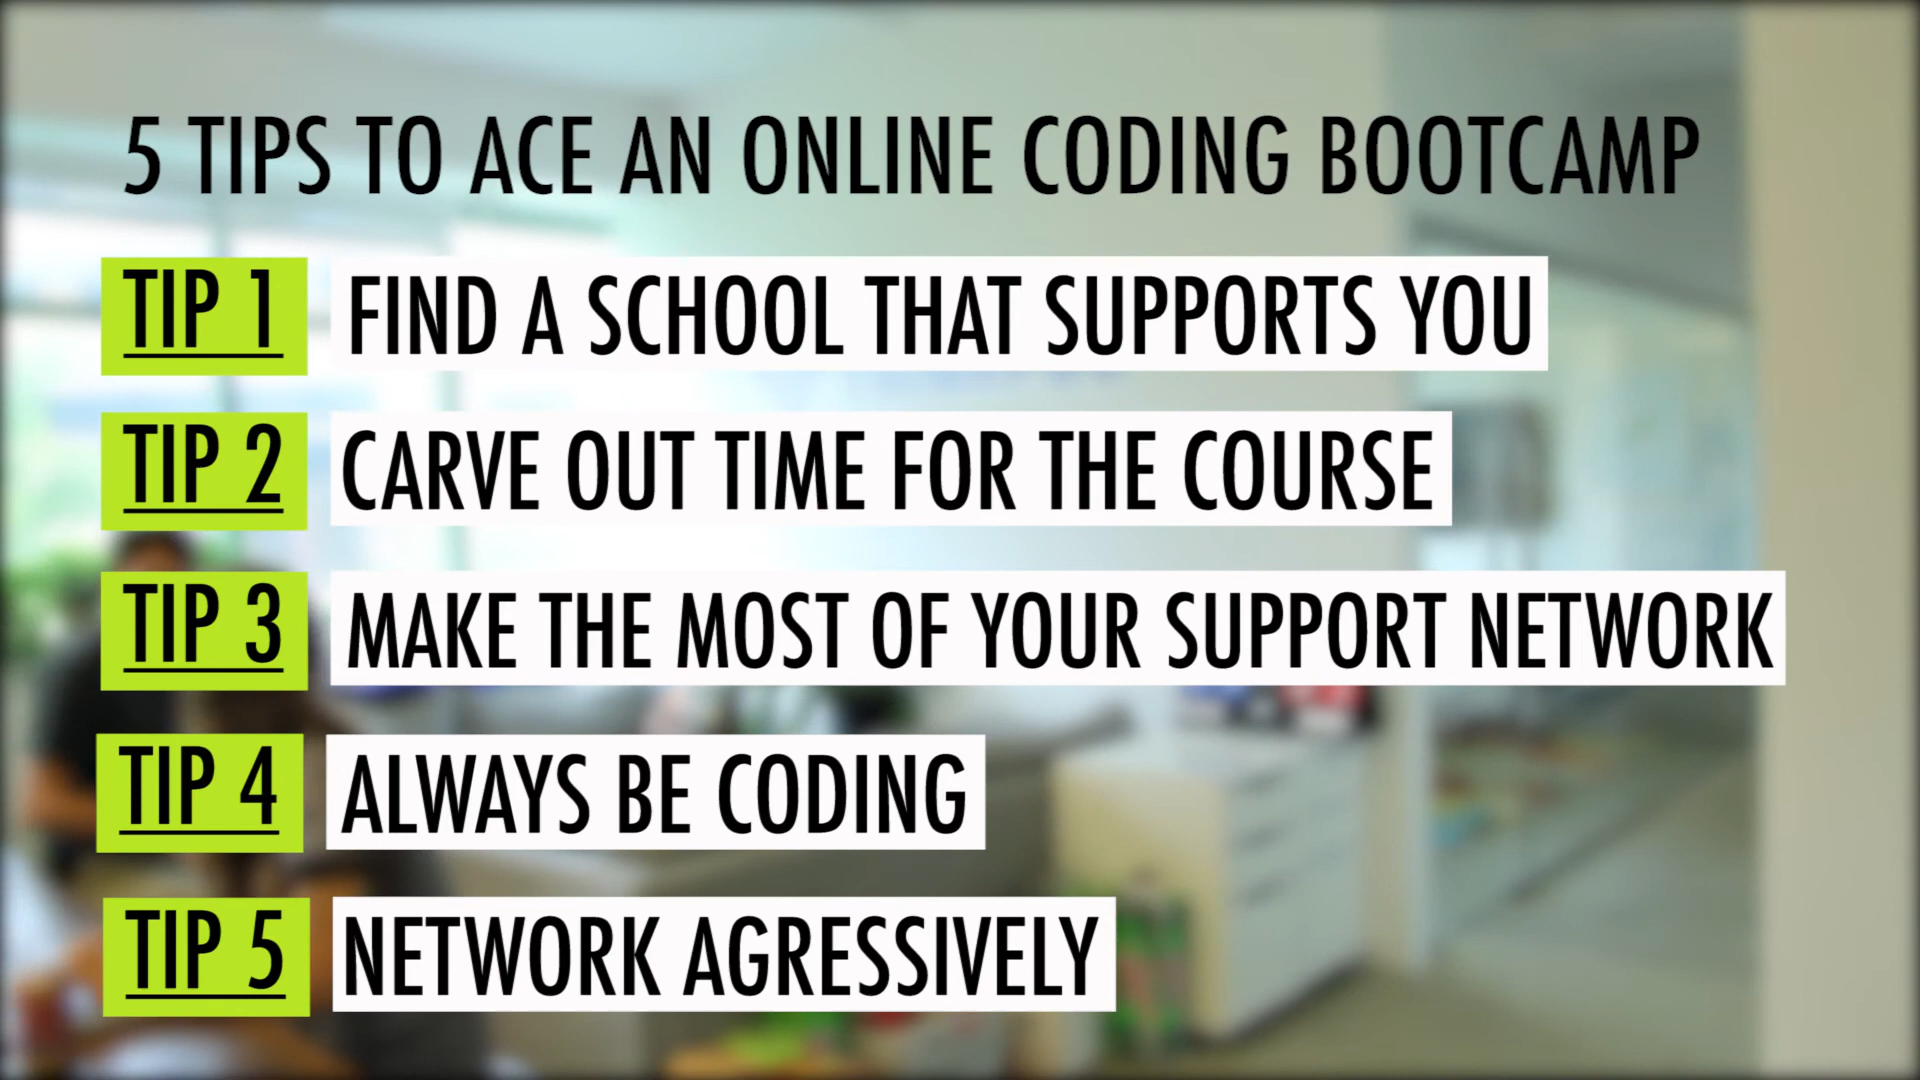 5 TIPS TO ACE AN ONLINE CODING BOOTCAMP
TIP 1 FIND A SCHOOL THAT SUPPORTS YOU
TIP 2 CARVE OUT TIME FOR THE COURSE
TIP 3 MAKE THE MOST OF YOUR SUPPORT NETWORK
TIP 4 ALWAYS BE CODING
TIP 5 NETWORK AGRESSIVELY